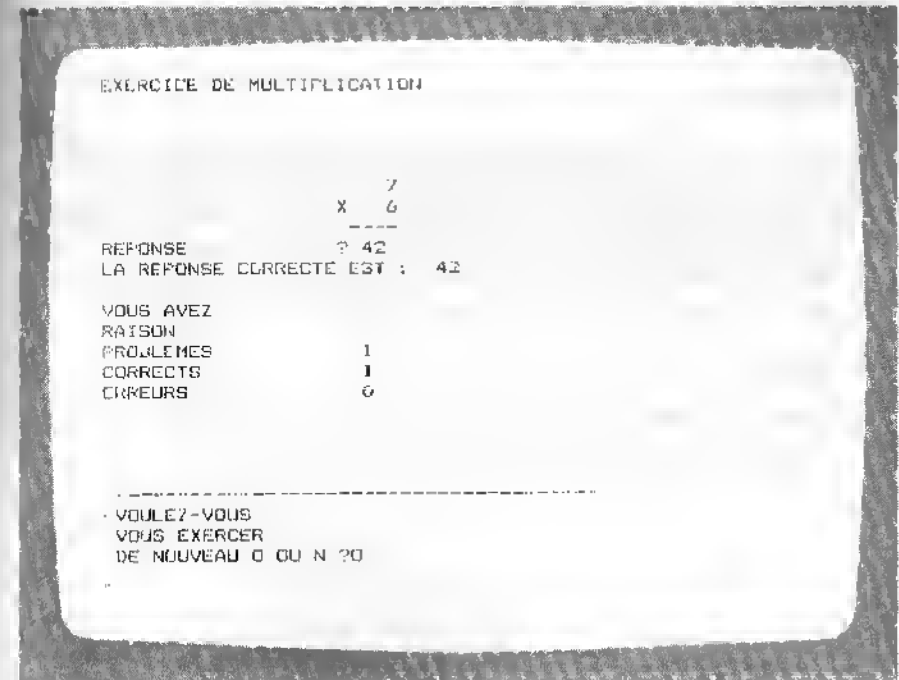 EXERCICE DE MULTIPLICATION
7
X 6
----
REPONSE ? 42
LA REPONSE CORRECTE EST : 42
VOUS AVEZ
RAISON
PROBLEMES 1
CORRECTS 1
ERREURS 0
VOULEZ-VOUS
VOUS EXERCER
DE NOUVEAU O OU N ?O